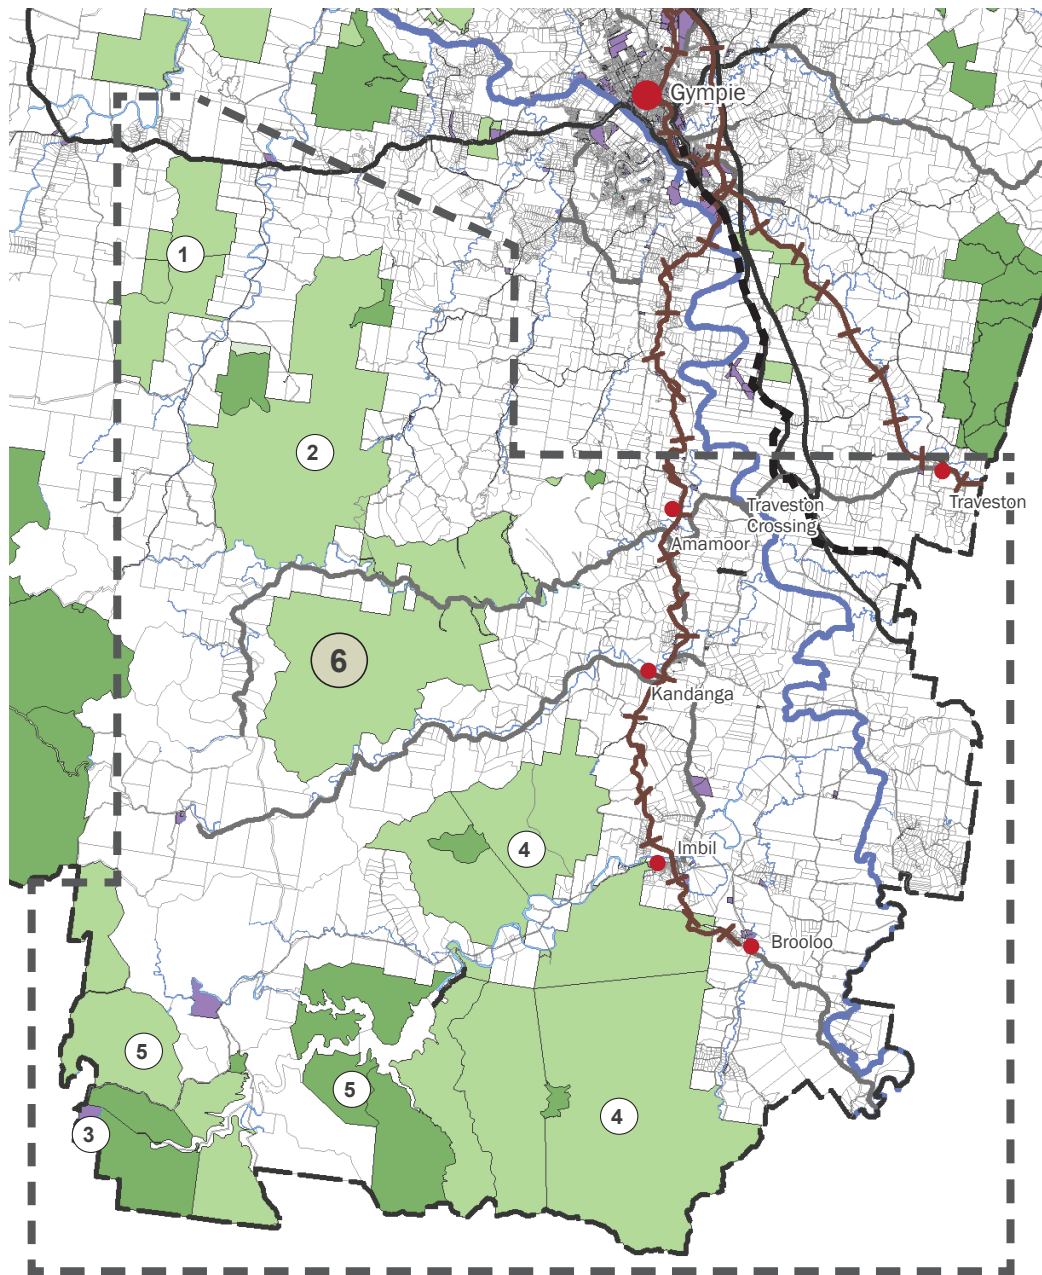 Gympie
1
2
Traveston
Traveston
Crossing
Amamoor
6
Kandanga
4
Imbil
Brooloo
5
5
4
3